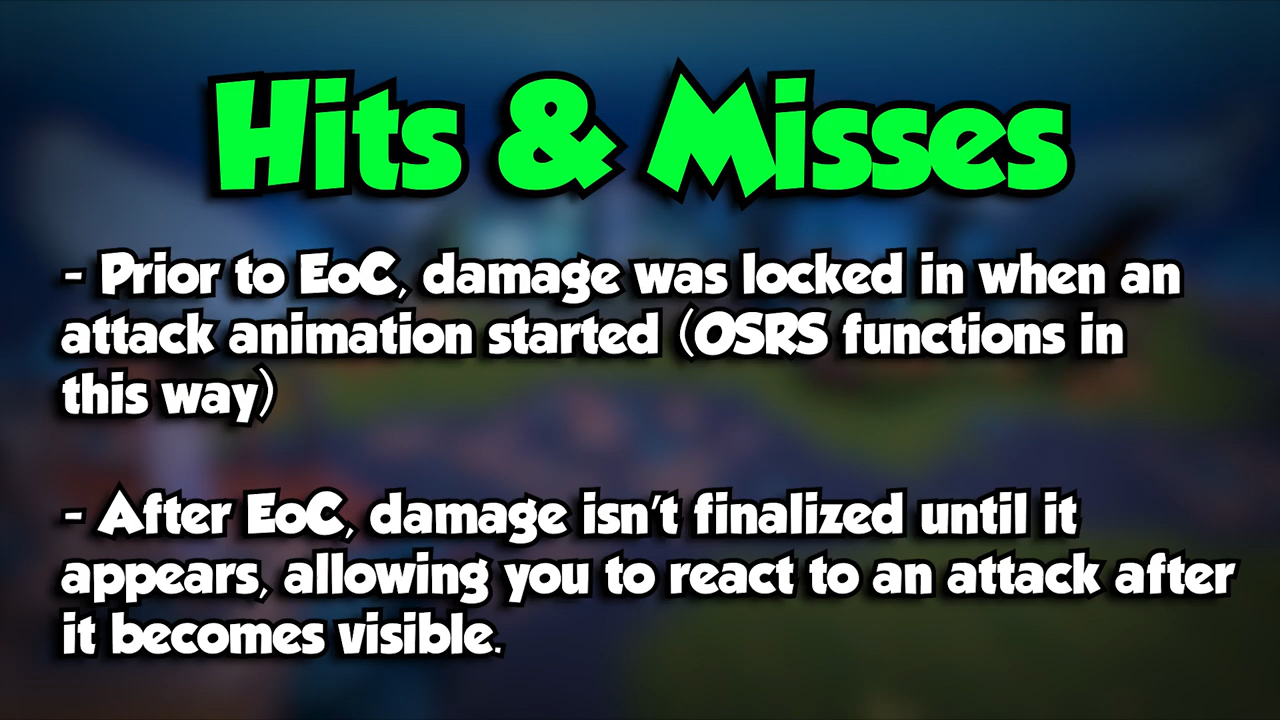 Hits & Misses
- Prior to EoC, damage was locked in when an
attack animation started (OSRS functions in
this way)
- After EoC, damage isn't finalized until it
appears, allowing you to react to an attack after
it becomes visible.